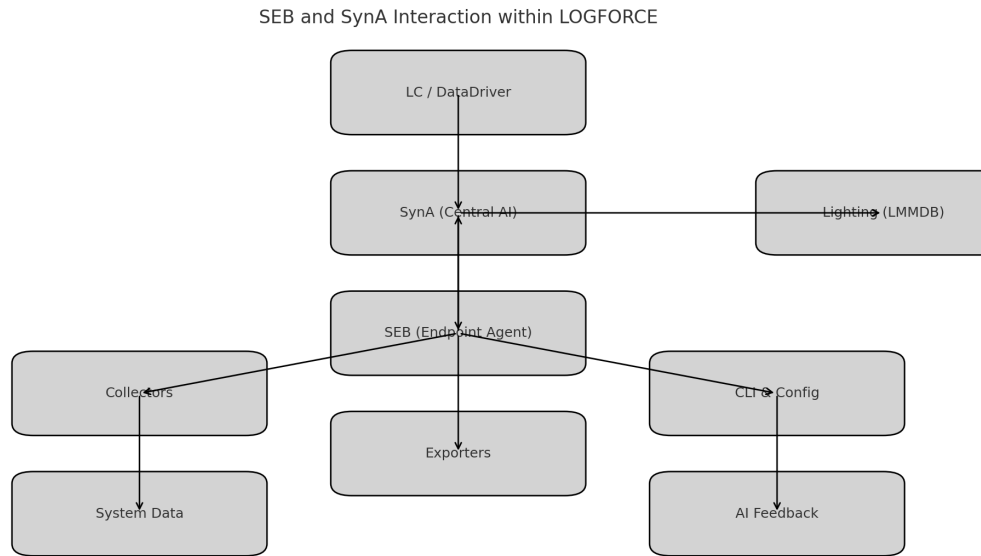 SEB and SynA Interaction within LOGFORCE
LC / DataDriver
SynA (Central AI)
Lighting (LMMDB)
SEB (Endpoint Agent)
Collectors
CLI & Config
Exporters
System Data
AI Feedback